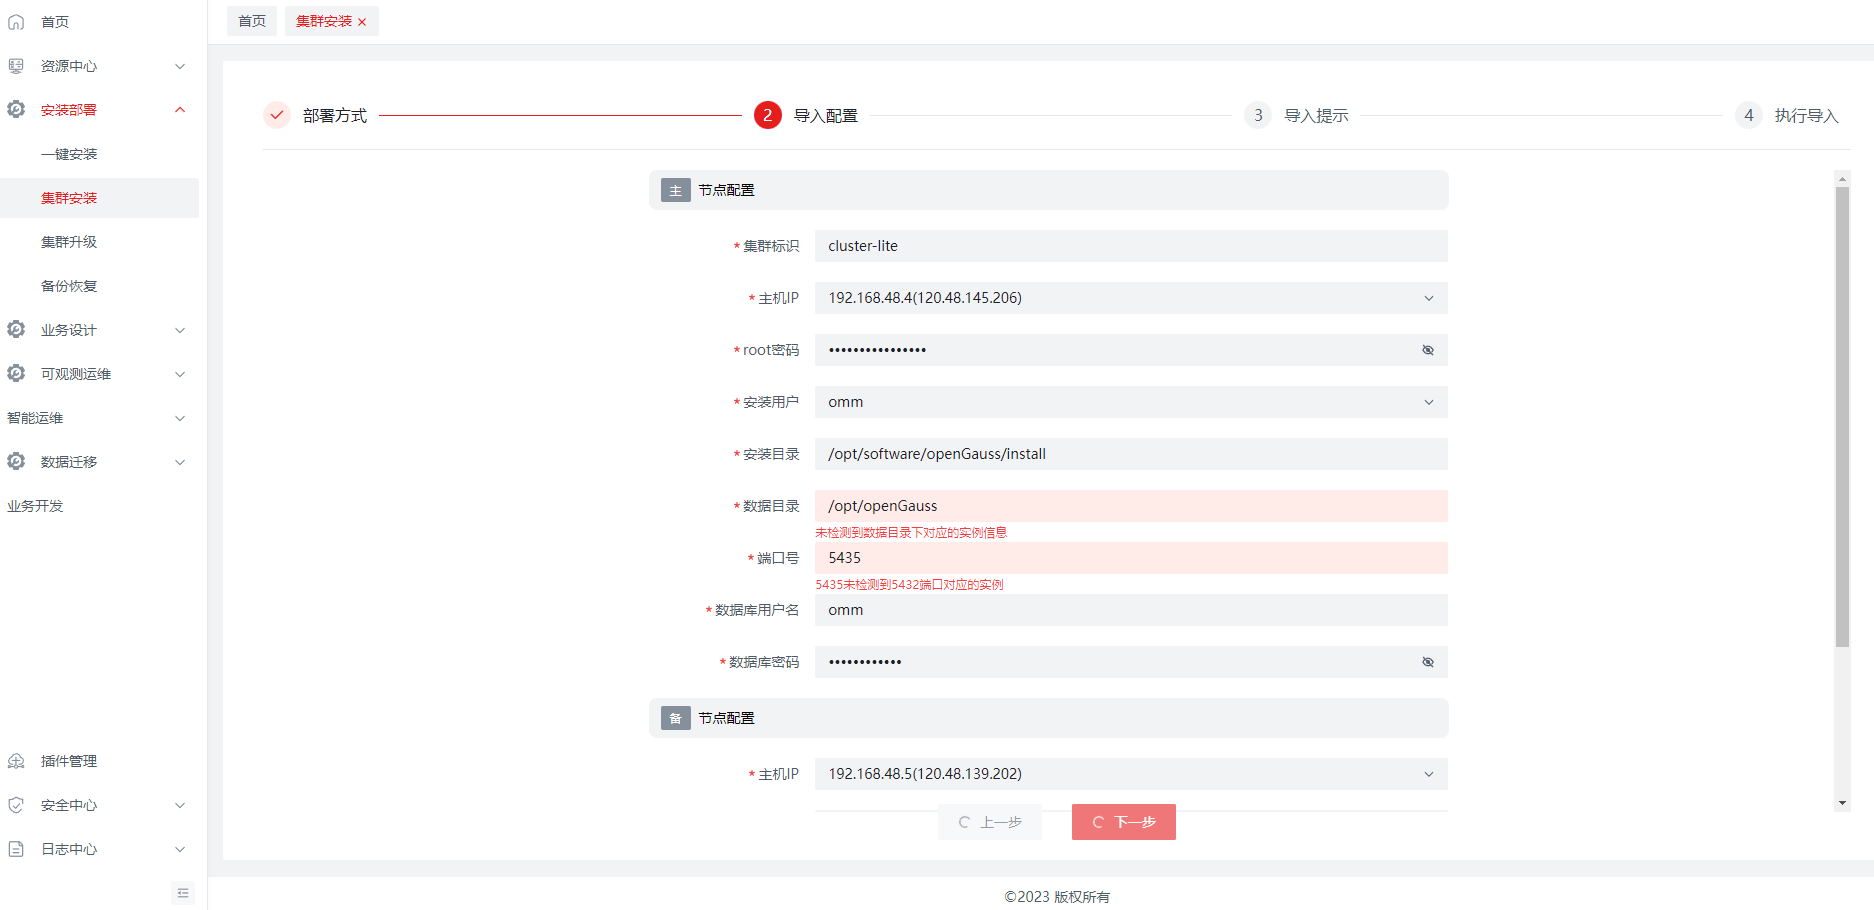 首页
资源中心
安装部署
一键安装
集群安装
集群升级
备份恢复
业务设计
可观测运维
智能运维
数据迁移
业务开发
插件管理
安全中心
日志中心
首页 集群安装 ×
部署方式 2 导入配置 3 导入提示 4 执行导入
主 节点配置
*集群标识 cluster-lite
*主机IP 192.168.48.4(120.48.145.206)
*root密码 ••••••••••••••••
*安装用户 omm
*安装目录 /opt/software/openGauss/install
*数据目录 /opt/openGauss
未检测到数据目录下对应的实例信息
*端口号 5435
5435未检测到5432端口对应的实例
*数据库用户名 omm
*数据库密码 ••••••••••••
备 节点配置
*主机IP 192.168.48.5(120.48.139.202)
上一步 下一步
©2023 版权所有